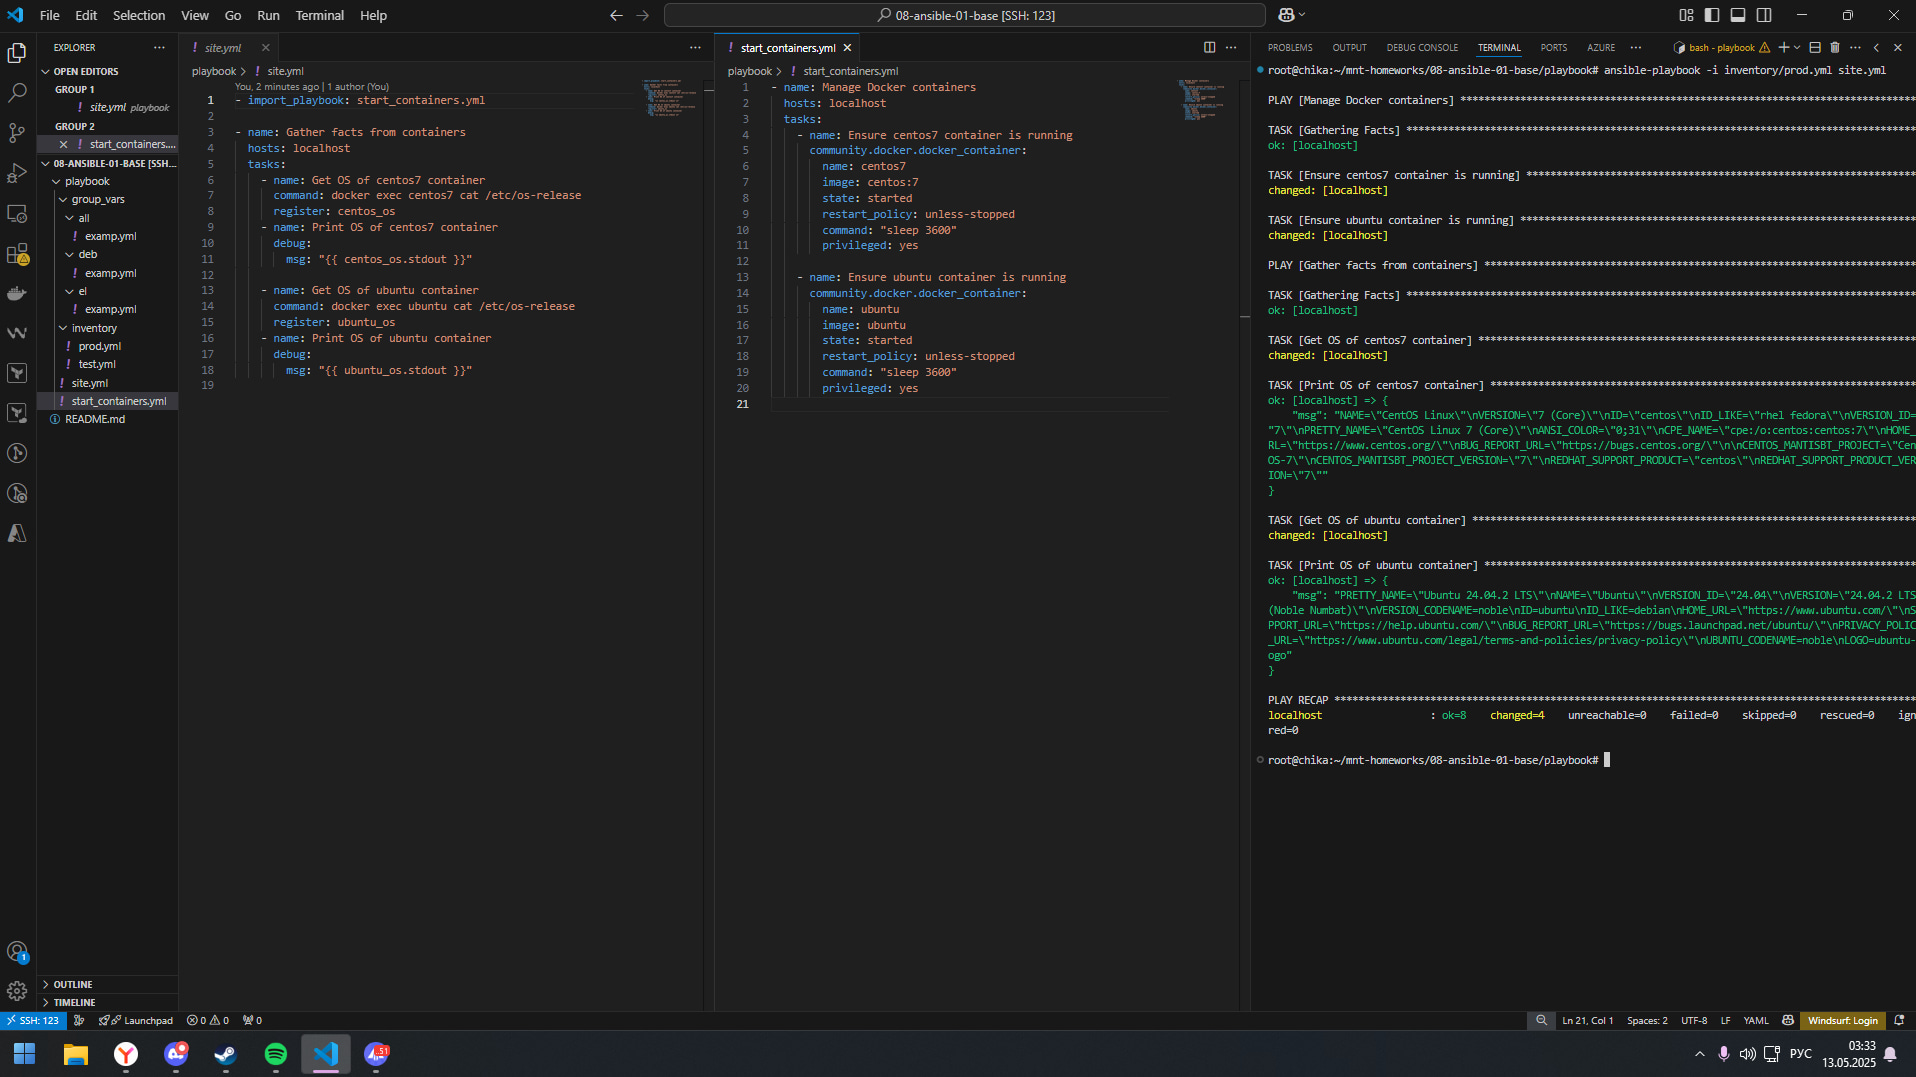 File Edit Selection View Go Run Terminal Help
08-ansible-01-base [SSH: 123]
EXPLORER
OPEN EDITORS
GROUP 1
! site.yml playbook
GROUP 2
! start_containers....
08-ANSIBLE-01-BASE [SSH...
playbook
group_vars
all
! examp.yml
deb
! examp.yml
el
! examp.yml
inventory
! prod.yml
! test.yml
! site.yml
! start_containers.yml
README.md
OUTLINE
TIMELINE
! site.yml
playbook > ! site.yml
You, 2 minutes ago | 1 author (You)
1 - import_playbook: start_containers.yml
2
3 - name: Gather facts from containers
4 hosts: localhost
5 tasks:
6 - name: Get OS of centos7 container
7 command: docker exec centos7 cat /etc/os-release
8 register: centos_os
9 - name: Print OS of centos7 container
10 debug:
11 msg: "{{ centos_os.stdout }}"
12
13 - name: Get OS of ubuntu container
14 command: docker exec ubuntu cat /etc/os-release
15 register: ubuntu_os
16 - name: Print OS of ubuntu container
17 debug:
18 msg: "{{ ubuntu_os.stdout }}"
19
! start_containers.yml
playbook > ! start_containers.yml
1 - name: Manage Docker containers
2 hosts: localhost
3 tasks:
4 - name: Ensure centos7 container is running
5 community.docker.docker_container:
6 name: centos7
7 image: centos:7
8 state: started
9 restart_policy: unless-stopped
10 command: "sleep 3600"
11 privileged: yes
12
13 - name: Ensure ubuntu container is running
14 community.docker.docker_container:
15 name: ubuntu
16 image: ubuntu
17 state: started
18 restart_policy: unless-stopped
19 command: "sleep 3600"
20 privileged: yes
21
PROBLEMS OUTPUT DEBUG CONSOLE TERMINAL PORTS AZURE
bash - playbook
root@chika:~/mnt-homeworks/08-ansible-01-base/playbook# ansible-playbook -i inventory/prod.yml site.yml
PLAY [Manage Docker containers] ****************************************************************************
TASK [Gathering Facts] *************************************************************************************
ok: [localhost]
TASK [Ensure centos7 container is running] *****************************************************************
changed: [localhost]
TASK [Ensure ubuntu container is running] ******************************************************************
changed: [localhost]
PLAY [Gather facts from containers] ************************************************************************
TASK [Gathering Facts] *************************************************************************************
ok: [localhost]
TASK [Get OS of centos7 container] *************************************************************************
changed: [localhost]
TASK [Print OS of centos7 container] ***********************************************************************
ok: [localhost] => {
"msg": "NAME=\"CentOS Linux\"\nVERSION=\"7 (Core)\"\nID=\"centos\"\nID_LIKE=\"rhel fedora\"\nVERSION_ID=
"7\"\nPRETTY_NAME=\"CentOS Linux 7 (Core)\"\nANSI_COLOR=\"0;31\"\nCPE_NAME=\"cpe:/o:centos:centos:7\"\nHOME_
RL=\"https://www.centos.org/\"\nBUG_REPORT_URL=\"https://bugs.centos.org/\"\n\nCENTOS_MANTISBT_PROJECT=\"Cen
OS-7\"\nCENTOS_MANTISBT_PROJECT_VERSION=\"7\"\nREDHAT_SUPPORT_PRODUCT=\"centos\"\nREDHAT_SUPPORT_PRODUCT_VER
ION=\"7\""
}
TASK [Get OS of ubuntu container] **************************************************************************
changed: [localhost]
TASK [Print OS of ubuntu container] ************************************************************************
ok: [localhost] => {
"msg": "PRETTY_NAME=\"Ubuntu 24.04.2 LTS\"\nNAME=\"Ubuntu\"\nVERSION_ID=\"24.04\"\nVERSION=\"24.04.2 LTS
(Noble Numbat)\"\nVERSION_CODENAME=noble\nID=ubuntu\nID_LIKE=debian\nHOME_URL=\"https://www.ubuntu.com/\"\nS
PPORT_URL=\"https://help.ubuntu.com/\"\nBUG_REPORT_URL=\"https://bugs.launchpad.net/ubuntu/\"\nPRIVACY_POLIC
_URL=\"https://www.ubuntu.com/legal/terms-and-policies/privacy-policy\"\nUBUNTU_CODENAME=noble\nLOGO=ubuntu-
ogo"
}
PLAY RECAP *************************************************************************************************
localhost : ok=8 changed=4 unreachable=0 failed=0 skipped=0 rescued=0 ign
red=0
root@chika:~/mnt-homeworks/08-ansible-01-base/playbook#
SSH: 123 Launchpad 0 0 0
Ln 21, Col 1 Spaces: 2 UTF-8 LF YAML Windsurf: Login
51
РУС
03:33
13.05.2025